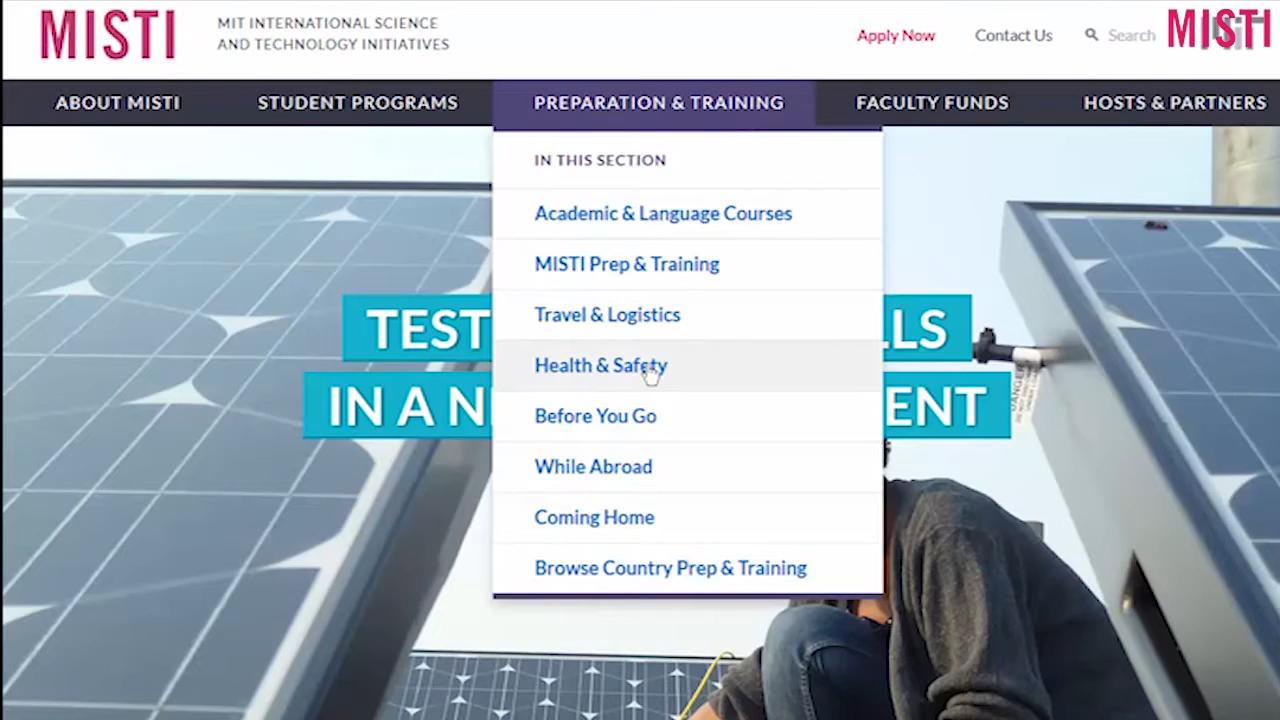 MISTI
MIT INTERNATIONAL SCIENCE
AND TECHNOLOGY INITIATIVES
Apply Now
Contact Us
Search
MISTI
ABOUT MISTI
STUDENT PROGRAMS
PREPARATION & TRAINING
FACULTY FUNDS
HOSTS & PARTNERS
IN THIS SECTION
Academic & Language Courses
MISTI Prep & Training
Travel & Logistics
Health & Safety
Before You Go
While Abroad
Coming Home
Browse Country Prep & Training
TEST LLS
IN A N ENT
DANGER